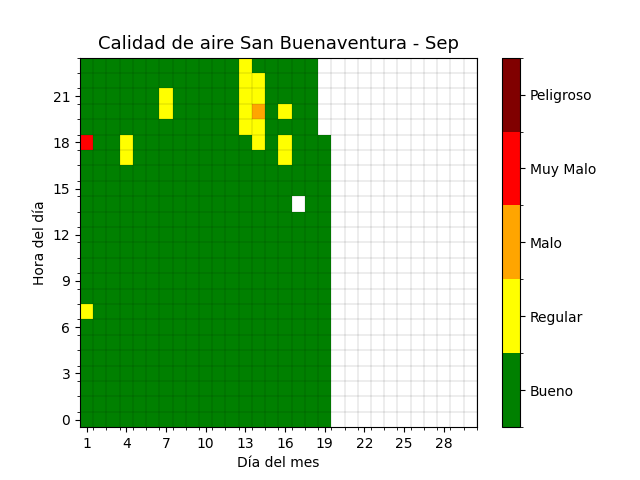 Calidad de aire San Buenaventura - Sep
Hora del día
21
18
15
12
9
6
3
0
1 4 7 10 13 16 19 22 25 28
Día del mes
Peligroso
Muy Malo
Malo
Regular
Bueno